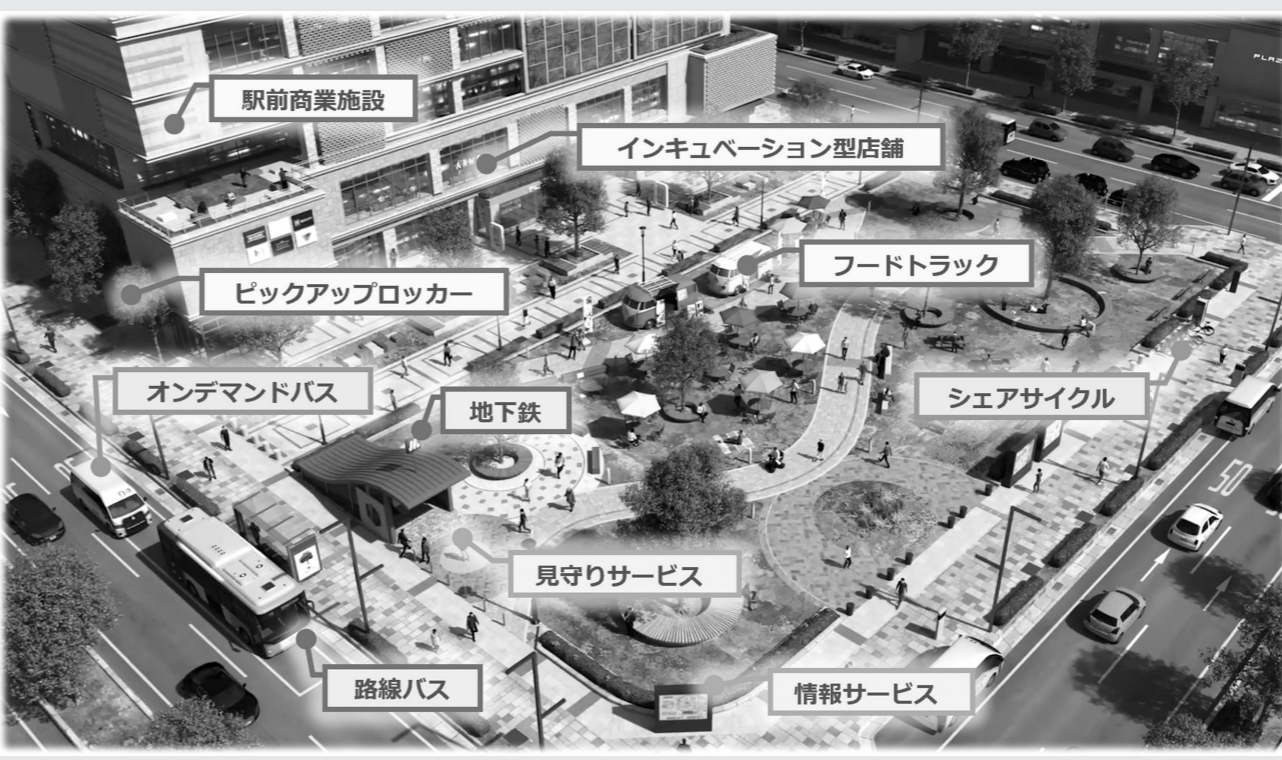 駅前商業施設
インキュベーション型店舗
フードトラック
ピックアップロッカー
オンデマンドバス
地下鉄
シェアサイクル
見守りサービス
路線バス
情報サービス
50